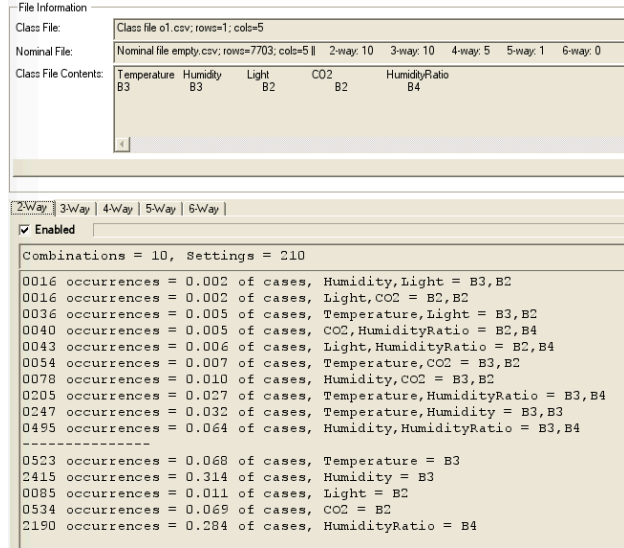 File Information
Class File: Class file o1.csv; rows=1; cols=5
Nominal File: Nominal file empty.csv; rows=7703; cols=5 || 2-way: 10 3-way: 10 4-way: 5 5-way: 1 6-way: 0
Class File Contents: Temperature Humidity Light CO2 HumidityRatio
B3 B3 B2 B2 B4
2-Way 3-Way 4-Way 5-Way 6-Way
Enabled
Combinations = 10, Settings = 210
0016 occurrences = 0.002 of cases, Humidity,Light = B3,B2
0016 occurrences = 0.002 of cases, Light,CO2 = B2,B2
0036 occurrences = 0.005 of cases, Temperature,Light = B3,B2
0040 occurrences = 0.005 of cases, CO2,HumidityRatio = B2,B4
0043 occurrences = 0.006 of cases, Light,HumidityRatio = B2,B4
0054 occurrences = 0.007 of cases, Temperature,CO2 = B3,B2
0078 occurrences = 0.010 of cases, Humidity,CO2 = B3,B2
0205 occurrences = 0.027 of cases, Temperature,HumidityRatio = B3,B4
0247 occurrences = 0.032 of cases, Temperature,Humidity = B3,B3
0495 occurrences = 0.064 of cases, Humidity,HumidityRatio = B3,B4
---------------
0523 occurrences = 0.068 of cases, Temperature = B3
2415 occurrences = 0.314 of cases, Humidity = B3
0085 occurrences = 0.011 of cases, Light = B2
0534 occurrences = 0.069 of cases, CO2 = B2
2190 occurrences = 0.284 of cases, HumidityRatio = B4